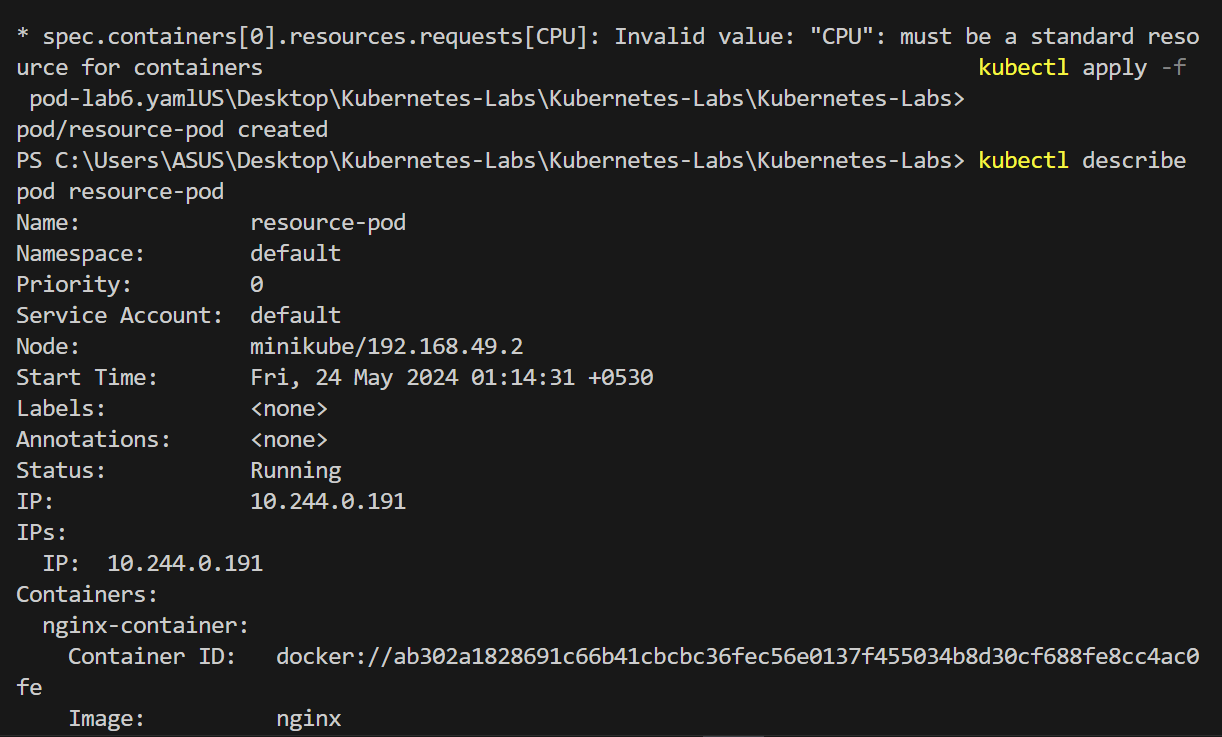 * spec.containers[0].resources.requests[CPU]: Invalid value: "CPU": must be a standard reso
urce for containers kubectl apply -f
pod-lab6.yamlUS\Desktop\Kubernetes-Labs\Kubernetes-Labs\Kubernetes-Labs>
pod/resource-pod created
PS C:\Users\ASUS\Desktop\Kubernetes-Labs\Kubernetes-Labs\Kubernetes-Labs> kubectl describe
pod resource-pod
Name: resource-pod
Namespace: default
Priority: 0
Service Account: default
Node: minikube/192.168.49.2
Start Time: Fri, 24 May 2024 01:14:31 +0530
Labels: <none>
Annotations: <none>
Status: Running
IP: 10.244.0.191
IPs:
IP: 10.244.0.191
Containers:
nginx-container:
Container ID: docker://ab302a1828691c66b41cbcbc36fec56e0137f455034b8d30cf688fe8cc4ac0
fe
Image: nginx